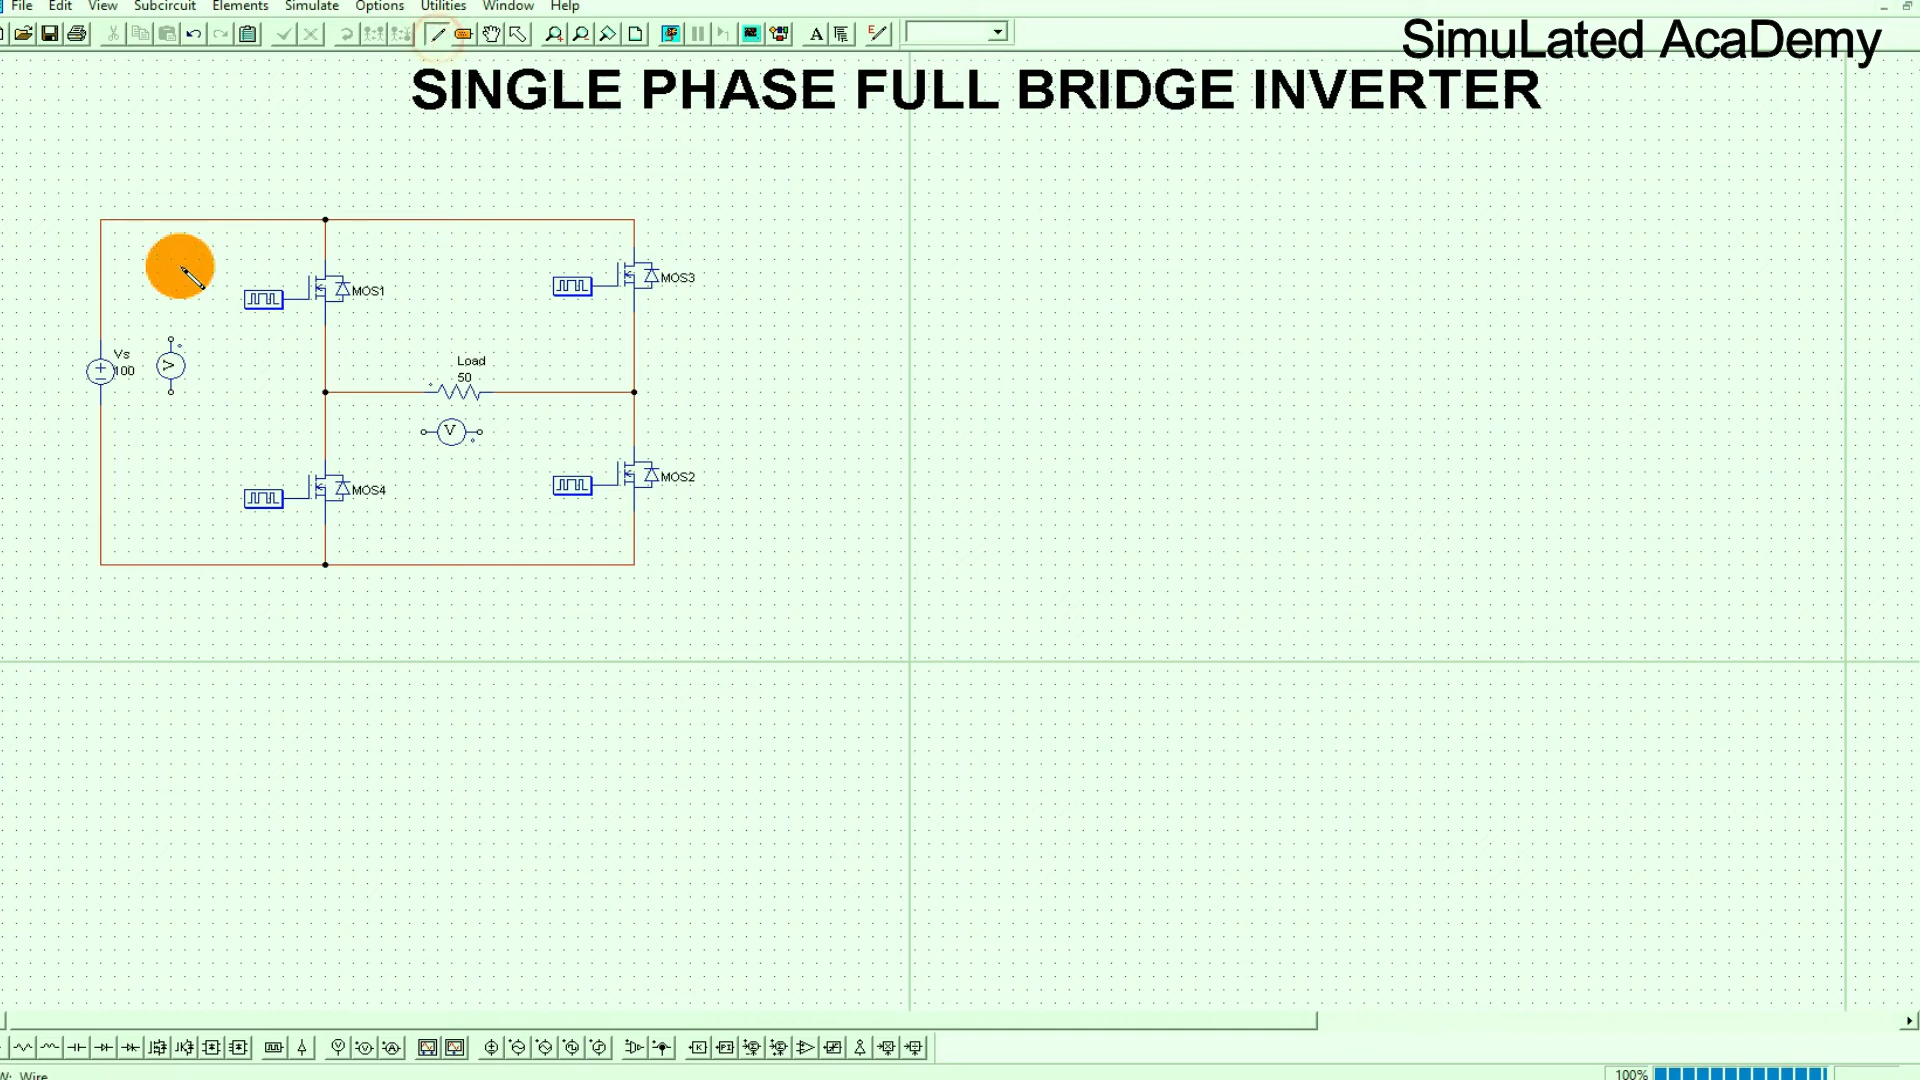 File Edit View Subcircuit Elements Simulate Options Utilities Window Help
SimuLated AcaDemy
SINGLE PHASE FULL BRIDGE INVERTER
MOS1
MOS3
Vs
100
V
Load
50
V
MOS4
MOS2
Wire
100%